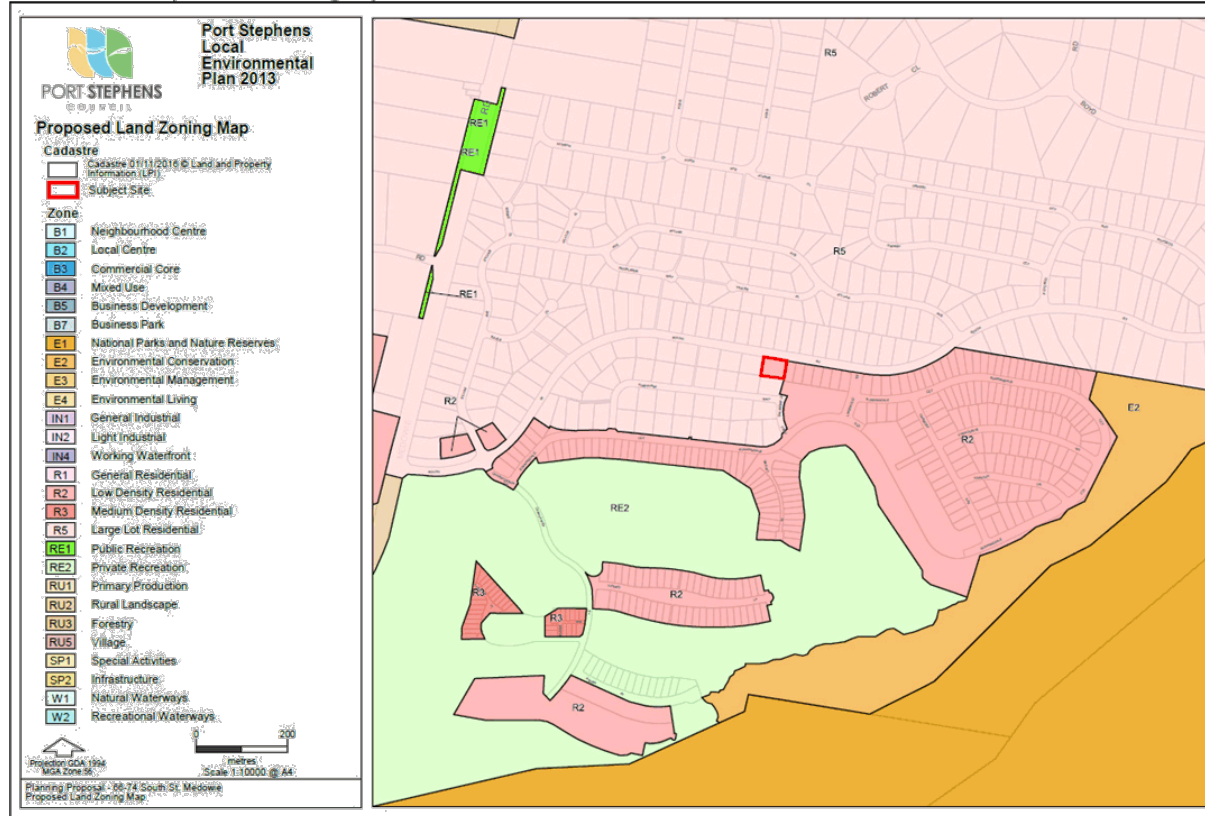 Port Stephens
Local
Environmental
Plan 2013
PORT STEPHENS
COUNCIL
Proposed Land Zoning Map
Cadastre
Cadastre 01/11/2016 © Land and Property
Information (LPI)
Subject Site
Zone
B1 Neighbourhood Centre
B2 Local Centre
B3 Commercial Core
B4 Mixed Use
B5 Business Development
B7 Business Park
E1 National Parks and Nature Reserves
E2 Environmental Conservation
E3 Environmental Management
E4 Environmental Living
IN1 General Industrial
IN2 Light Industrial
IN4 Working Waterfront
R1 General Residential
R2 Low Density Residential
R3 Medium Density Residential
R5 Large Lot Residential
RE1 Public Recreation
RE2 Private Recreation
RU1 Primary Production
RU2 Rural Landscape
RU3 Forestry
RU5 Village
SP1 Special Activities
SP2 Infrastructure
W1 Natural Waterways
W2 Recreational Waterways
Projection GDA 1994
MGA Zone 56
0 200
metres
Scale 1:10000 @ A4
Planning Proposal - 66-74 South St, Medowie
Proposed Land Zoning Map
R5
ROBERT CL
BOYD
RD
RD
RE1
RE1
R5
RD
RE1
R2
E2
R2
RE2
R3
R2
R3
R2